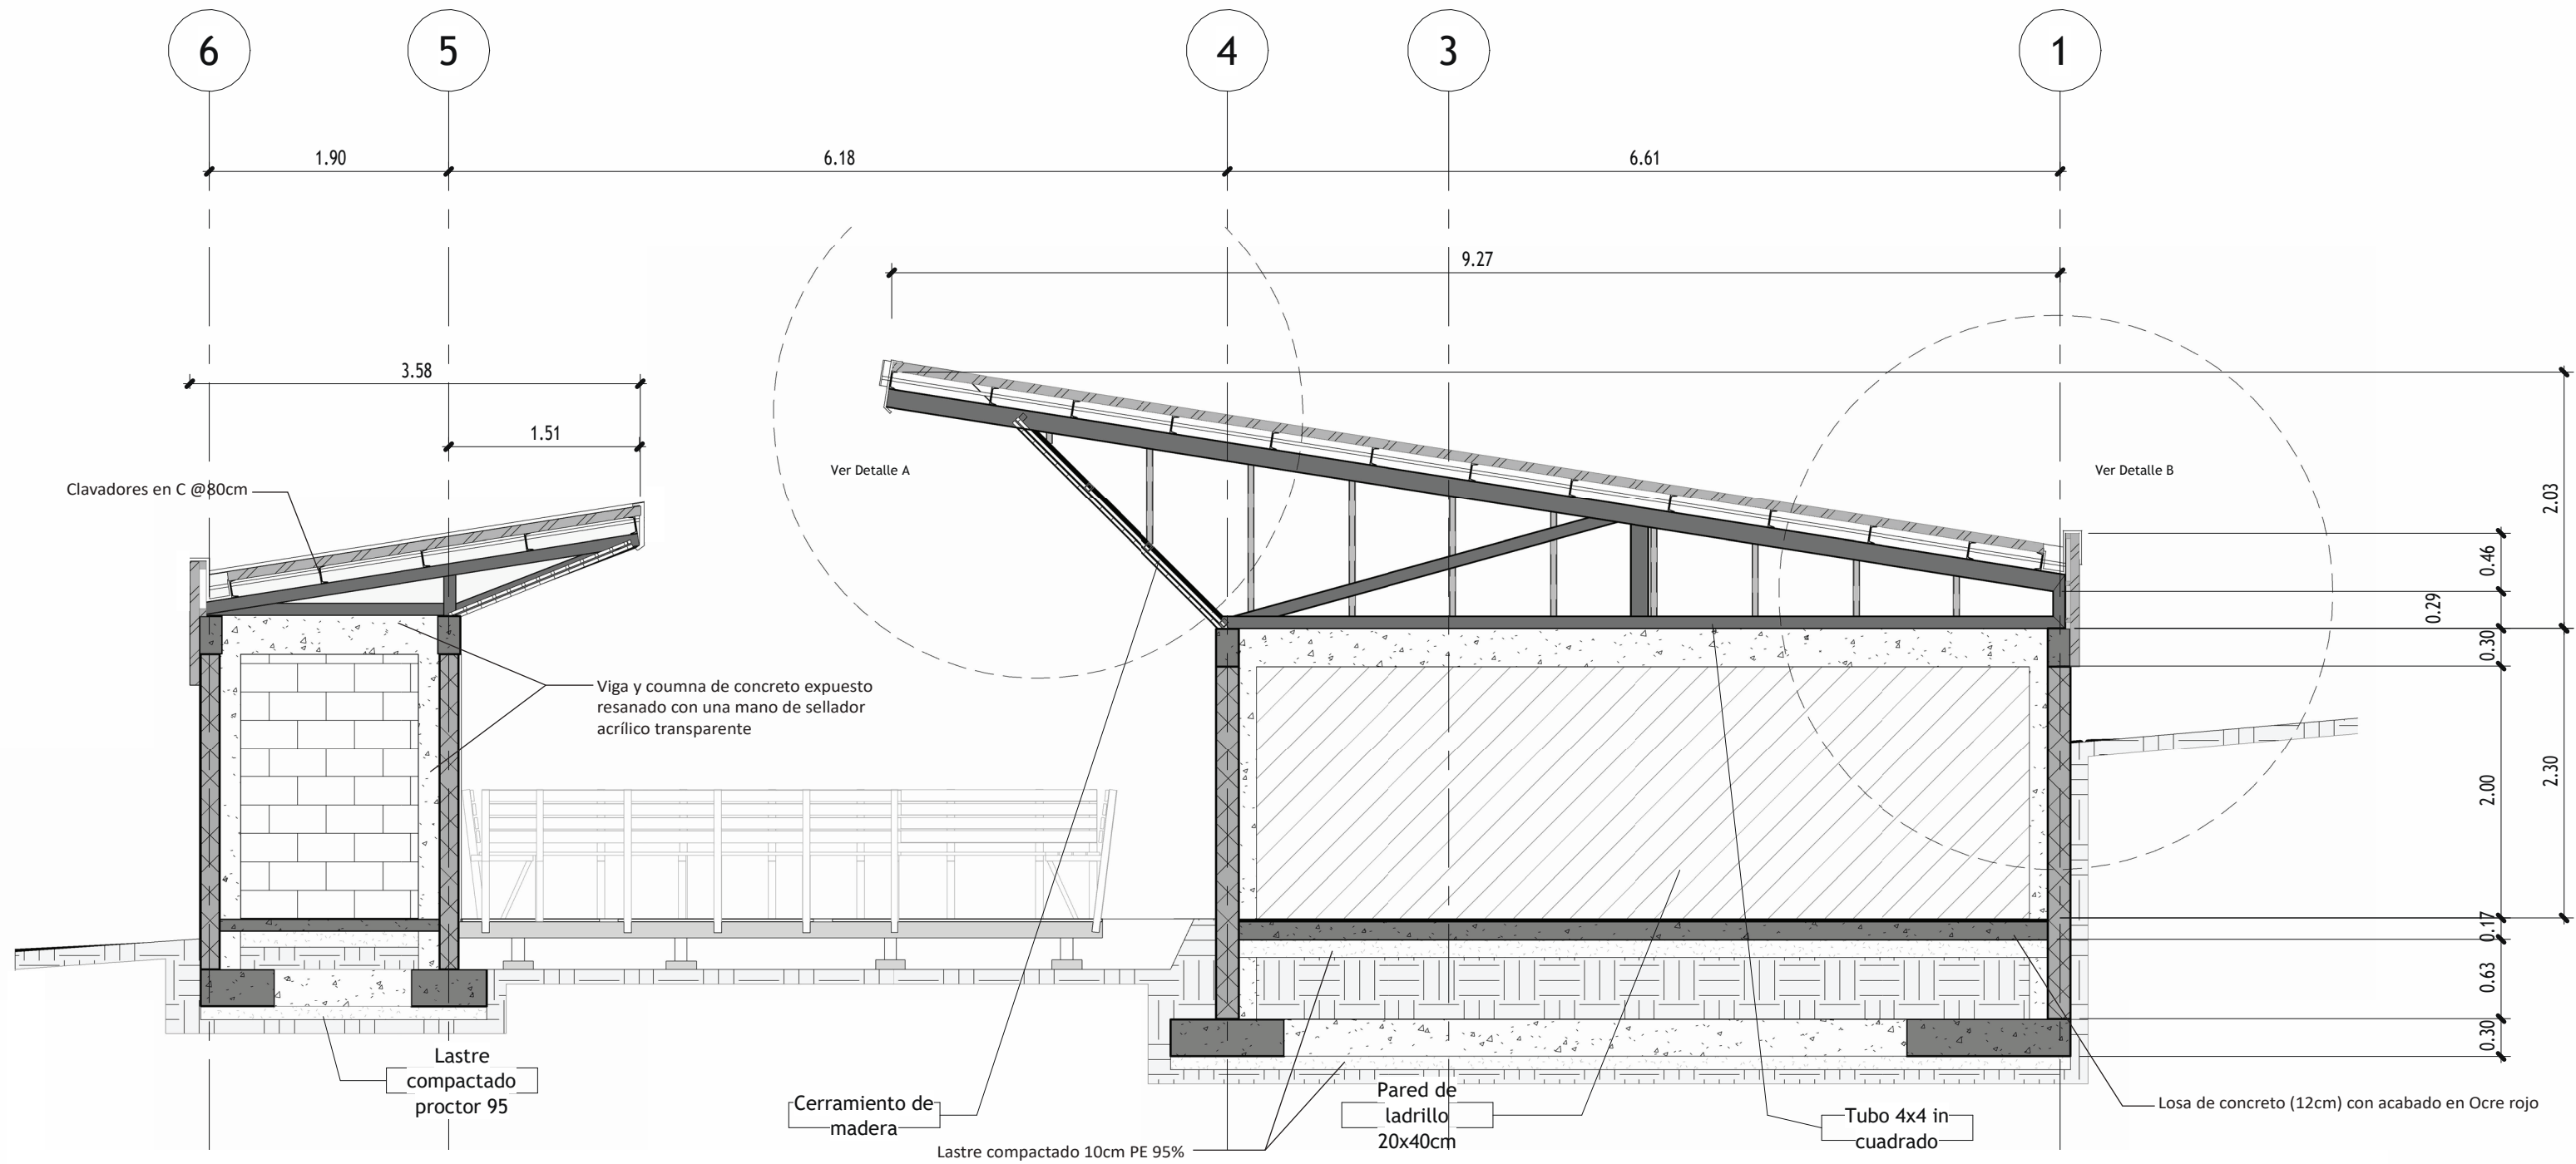 6
5
4
3
1
1.90
6.18
6.61
9.27
3.58
1.51
Clavadores en C @80cm
Ver Detalle A
Ver Detalle B
2.03
0.46
0.29
0.30
2.00
2.30
0.17
0.63
0.30
Viga y coumna de concreto expuesto
resanado con una mano de sellador
acrílico transparente
Lastre
compactado
proctor 95
Cerramiento de
madera
Lastre compactado 10cm PE 95%
Pared de
ladrillo
20x40cm
Tubo 4x4 in
cuadrado
Losa de concreto (12cm) con acabado en Ocre rojo